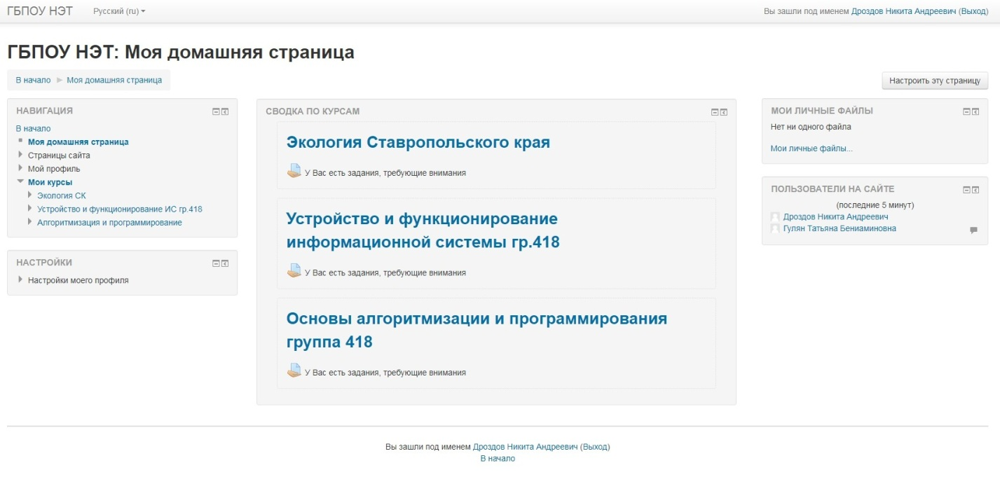 ГБПОУ НЭТ Русский (ru) Вы зашли под именем Дроздов Никита Андреевич (Выход)
ГБПОУ НЭТ: Моя домашняя страница
В начало Моя домашняя страница
Настроить эту страницу
НАВИГАЦИЯ
В начало
Моя домашняя страница
Страницы сайта
Мой профиль
Мои курсы
Экология СК
Устройство и функционирование ИС гр.418
Алгоритмизация и программирование
НАСТРОЙКИ
Настройки моего профиля
СВОДКА ПО КУРСАМ
Экология Ставропольского края
У Вас есть задания, требующие внимания
Устройство и функционирование
информационной системы гр.418
У Вас есть задания, требующие внимания
Основы алгоритмизации и программирования
группа 418
У Вас есть задания, требующие внимания
МОИ ЛИЧНЫЕ ФАЙЛЫ
Нет ни одного файла
Мои личные файлы...
ПОЛЬЗОВАТЕЛИ НА САЙТЕ
(последние 5 минут)
Дроздов Никита Андреевич
Гулян Татьяна Бениаминовна
Вы зашли под именем Дроздов Никита Андреевич (Выход)
В начало